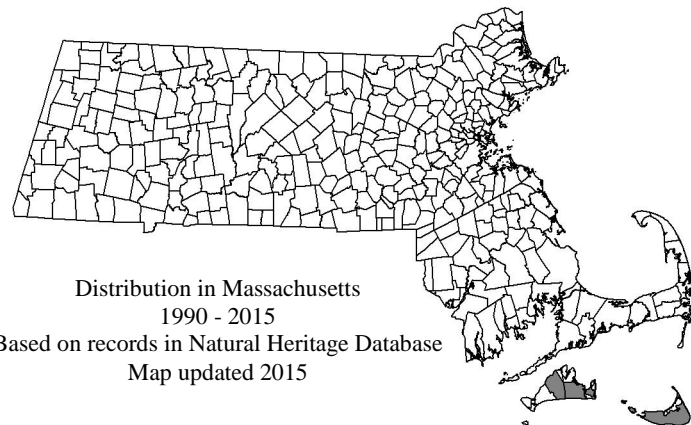 Distribution in Massachusetts
1990 - 2015
Based on records in Natural Heritage Database
Map updated 2015